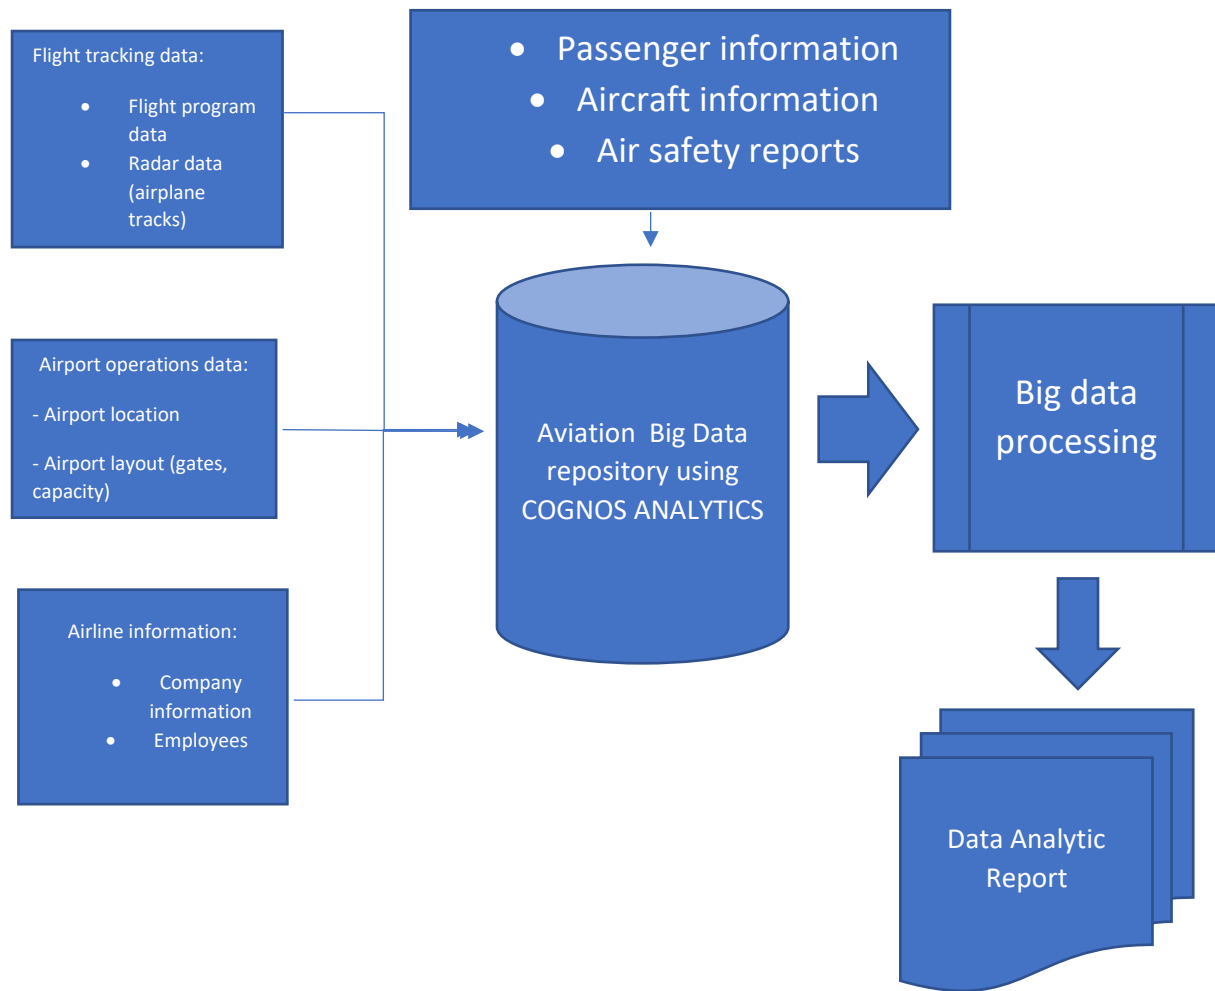 Flight tracking data:
• Flight program
data
• Radar data
(airplane
tracks)
• Passenger information
• Aircraft information
• Air safety reports
Airport operations data:
- Airport location
- Airport layout (gates,
capacity)
Airline information:
• Company
information
• Employees
Aviation  Big Data
repository using
COGNOS ANALYTICS
Big data
processing
Data Analytic
Report